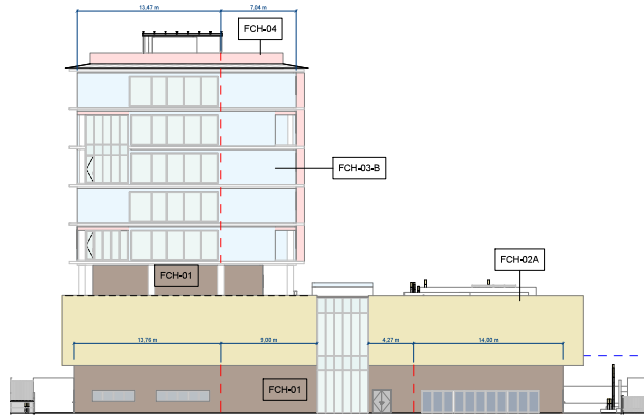 13,47 m 7,04 m
FCH-04
FCH-03-B
FCH-01
FCH-02A
13,76 m 9,00 m 4,27 m 14,00 m
FCH-01